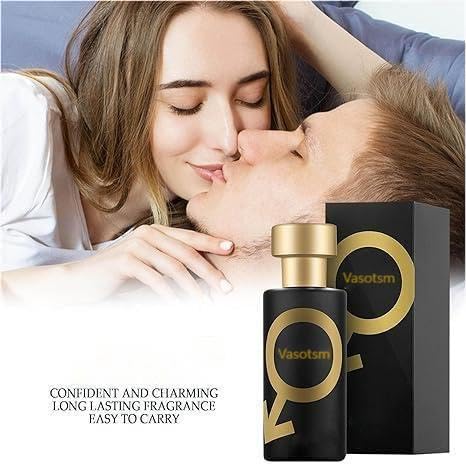 Vasotsm
Vasotsm
CONFIDENT AND CHARMING
LONG LASTING FRAGRANCE
EASY TO CARRY